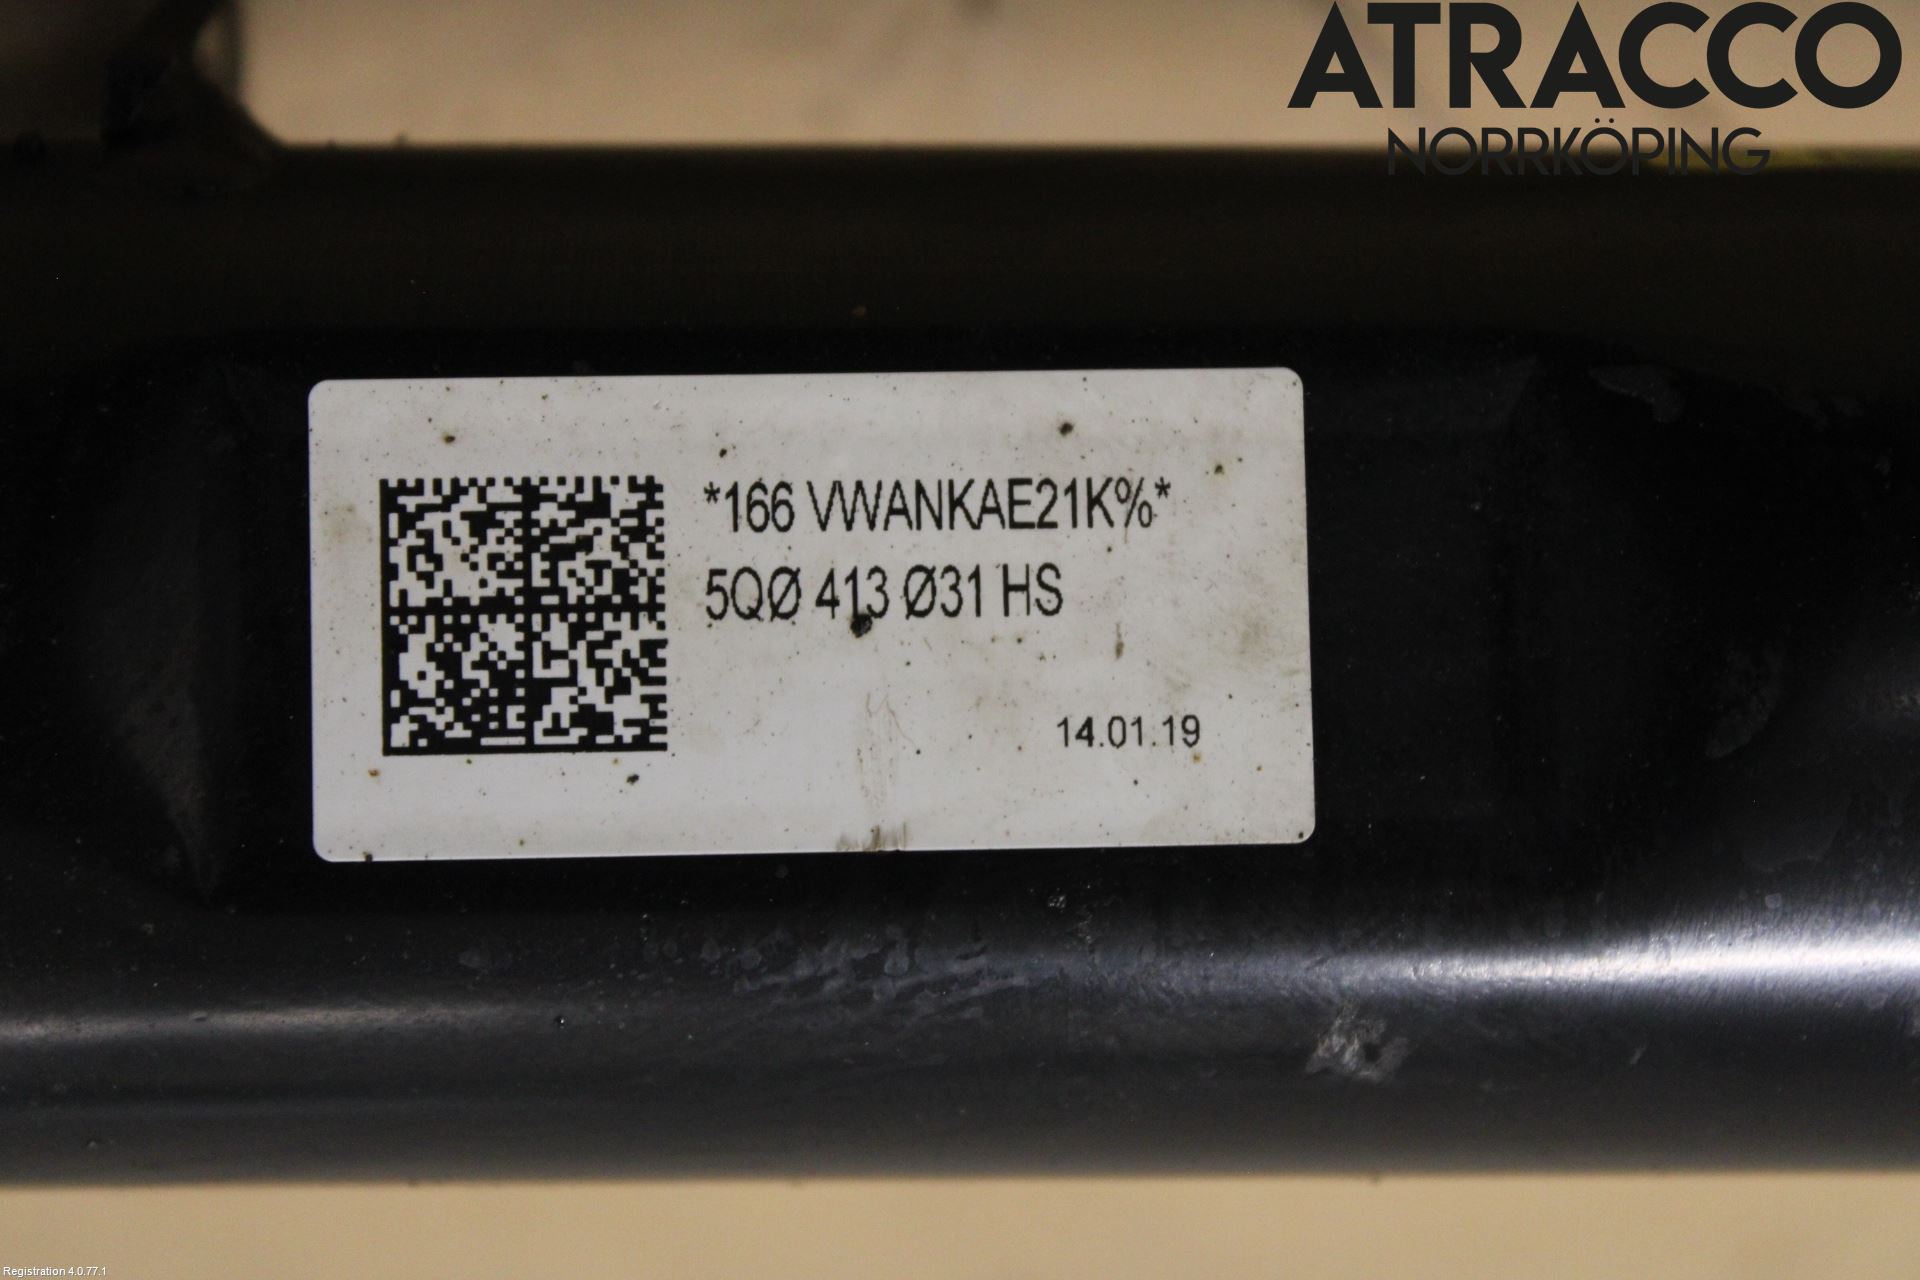 ATRACCO
NORRKÖPING
*166 VWANKAE21K%*
5QØ 413 Ø31 HS
14.01.19
Registration 4.0.77.1